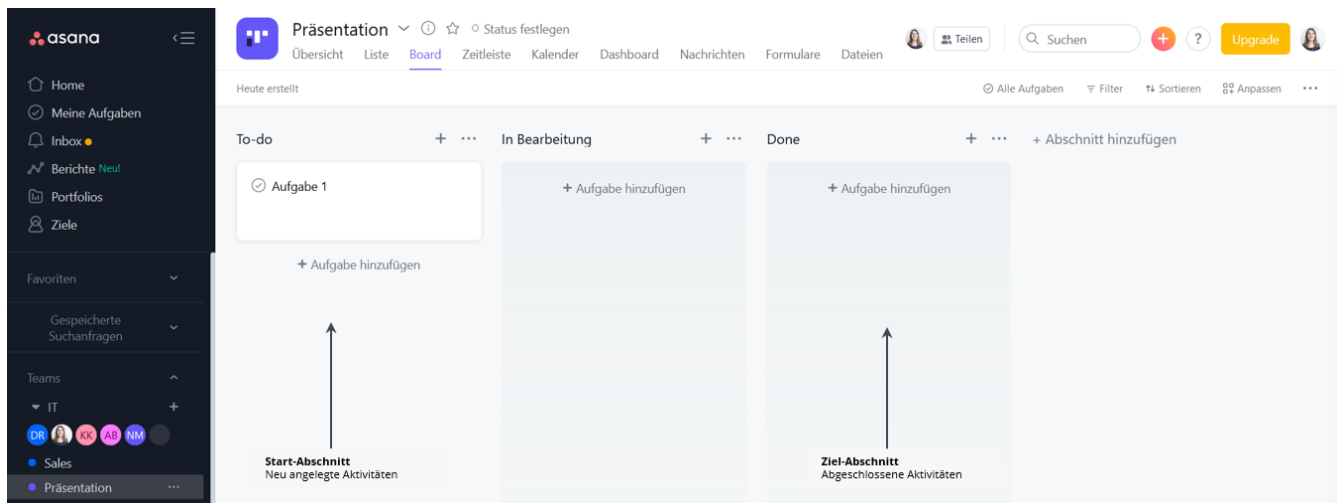 asana
Home
Meine Aufgaben
Inbox
Berichte Neu!
Portfolios
Ziele
Favoriten
Gespeicherte
Suchanfragen
Teams
IT
DR KK AB NM
Sales
Präsentation
Präsentation
Status festlegen
Übersicht Liste Board Zeitleiste Kalender Dashboard Nachrichten Formulare Dateien
Teilen
Suchen
?
Upgrade
Heute erstellt
Alle Aufgaben Filter Sortieren Anpassen
To-do
Aufgabe 1
+ Aufgabe hinzufügen
Start-Abschnitt
Neu angelegte Aktivitäten
In Bearbeitung
+ Aufgabe hinzufügen
Done
+ Aufgabe hinzufügen
Ziel-Abschnitt
Abgeschlossene Aktivitäten
+ Abschnitt hinzufügen